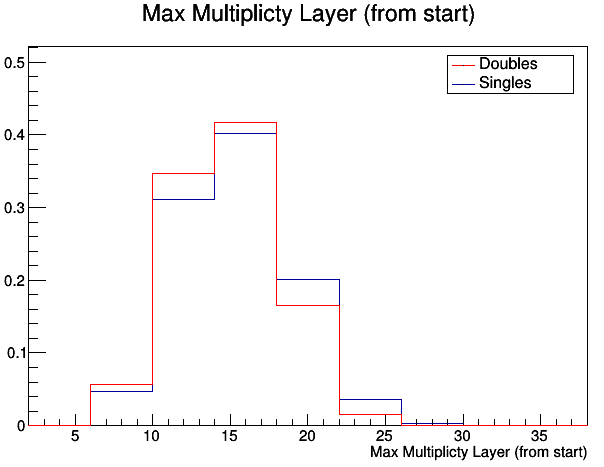 Max Multiplicty Layer (from start)
Doubles
Singles
0.5
0.4
0.3
0.2
0.1
0
5 10 15 20 25 30 35
Max Multiplicty Layer (from start)